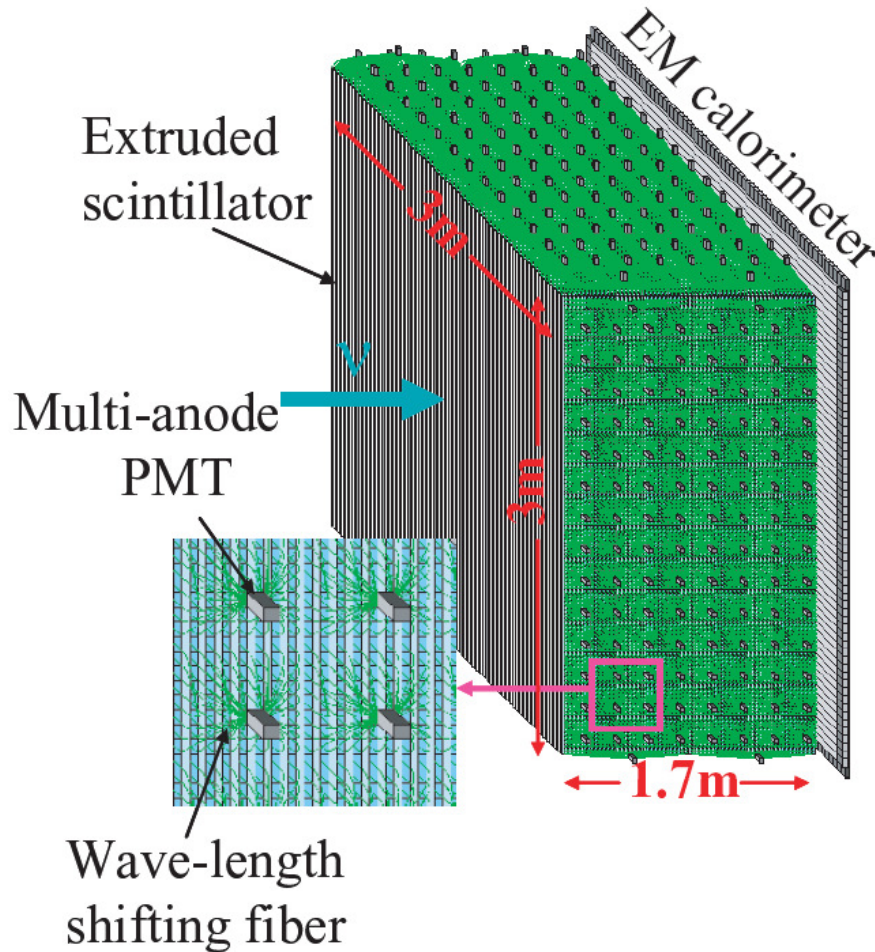 EM calorimeter
Extruded
scintillator
3m
ν
Multi-anode
PMT
3m
1.7m
Wave-length
shifting fiber